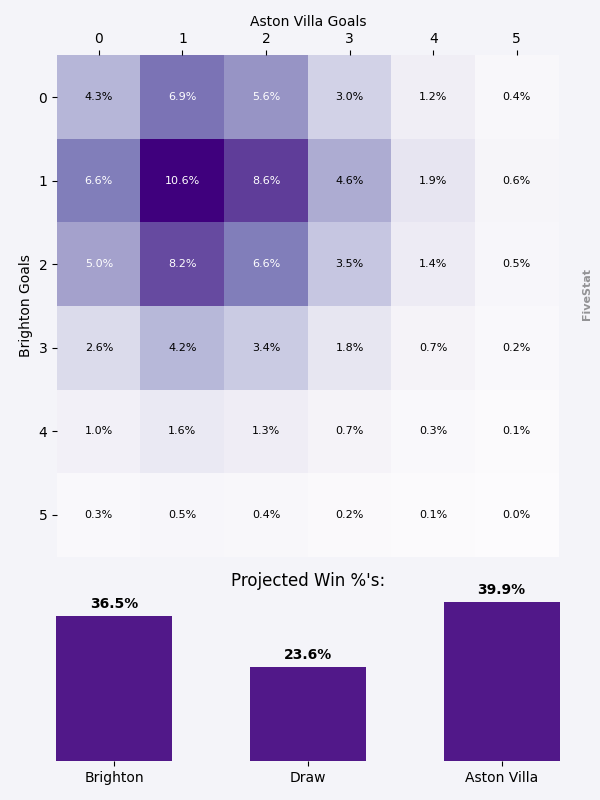 Aston Villa Goals
0 1 2 3 4 5
0 4.3% 6.9% 5.6% 3.0% 1.2% 0.4%
1 6.6% 10.6% 8.6% 4.6% 1.9% 0.6%
2 5.0% 8.2% 6.6% 3.5% 1.4% 0.5%
3 2.6% 4.2% 3.4% 1.8% 0.7% 0.2%
4 1.0% 1.6% 1.3% 0.7% 0.3% 0.1%
5 0.3% 0.5% 0.4% 0.2% 0.1% 0.0%
Brighton Goals
FiveStat
Projected Win %'s:
36.5% 23.6% 39.9%
Brighton Draw Aston Villa